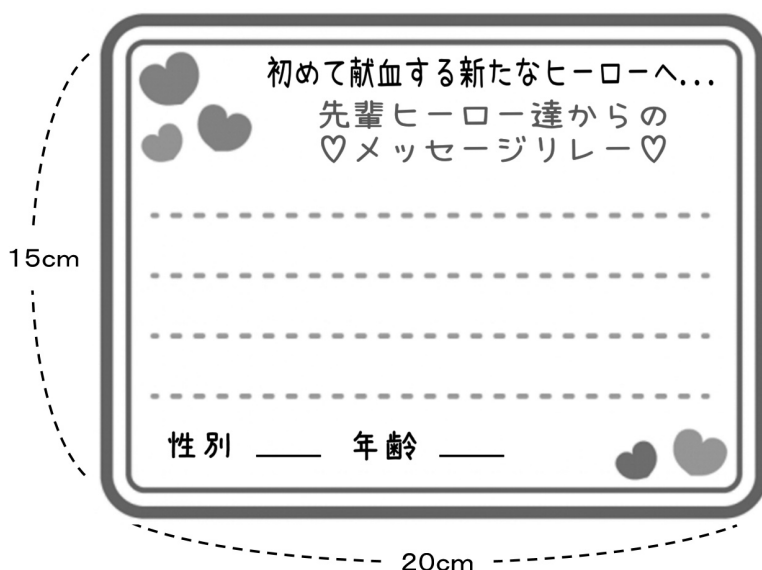 初めて献血する新たなヒーローへ...
先輩ヒーロー達からの
♡メッセージリレー♡
15cm
性別 ____ 年齢 ____
20cm